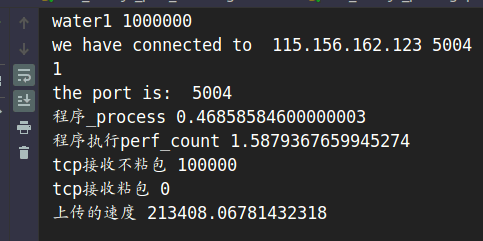 water1 1000000
we have connected to  115.156.162.123 5004
1
the port is:  5004
程序_process 0.46858584600000003
程序执行perf_count 1.5879367659945274
tcp接收不粘包 100000
tcp接收粘包 0
上传的速度 213408.06781432318